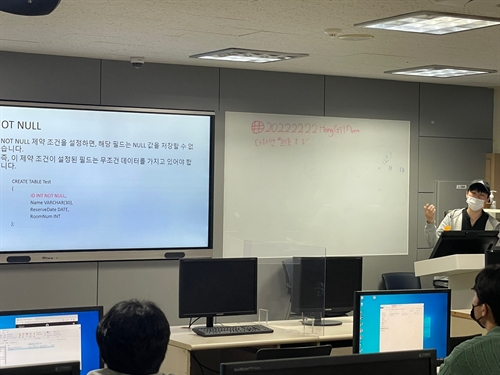 NOT NULL
NOT NULL 제약 조건을 설정하면, 해당 필드는 NULL 값을 저장할 수 없
습니다.
즉, 이 제약 조건이 설정된 필드는 무조건 데이터를 가지고 있어야 합
니다.
CREATE TABLE Test
(
ID INT NOT NULL,
Name VARCHAR(30),
ReserveDate DATE,
RoomNum INT
);
20222222 HongGilDong